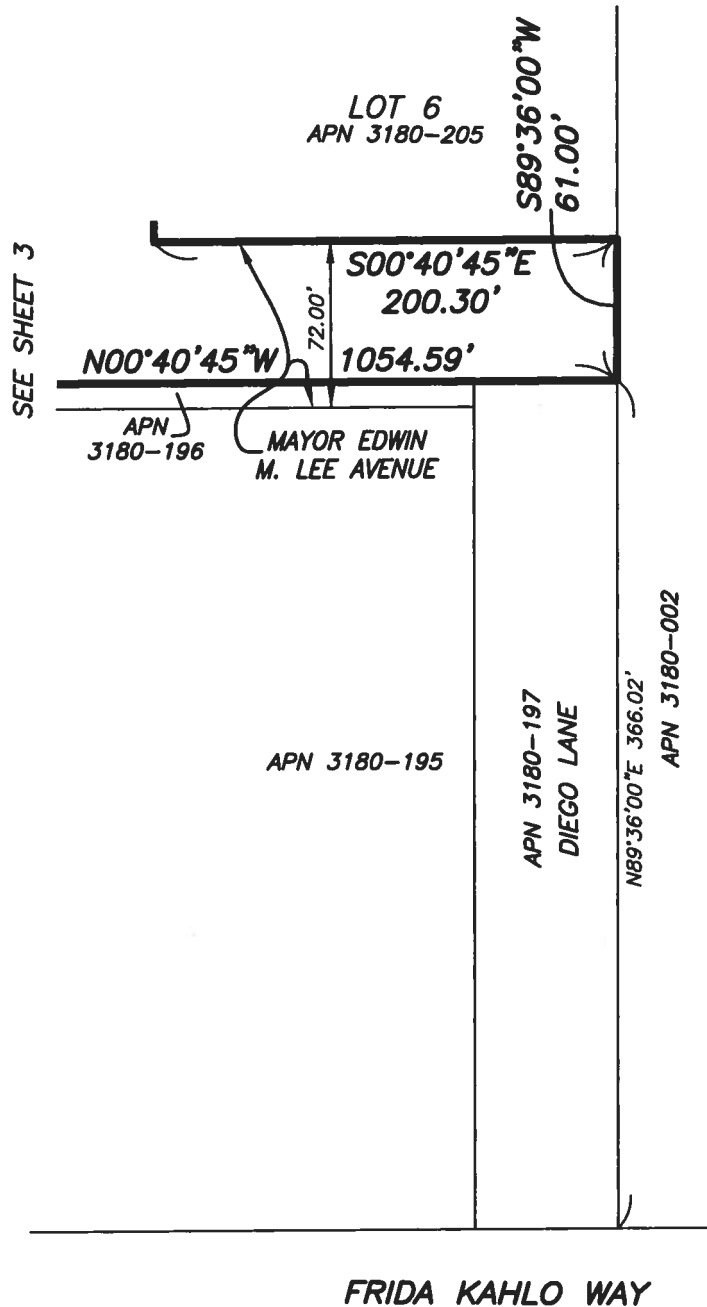 LOT 6
APN 3180-205
S89°36'00"W
61.00'
SEE SHEET 3
S00°40'45"E
200.30'
72.00'
N00°40'45"W
1054.59'
APN
3180-196
MAYOR EDWIN
M. LEE AVENUE
APN 3180-195
APN 3180-197
DIEGO LANE
N89°36'00"E 366.02'
APN 3180-002
FRIDA KAHLO WAY